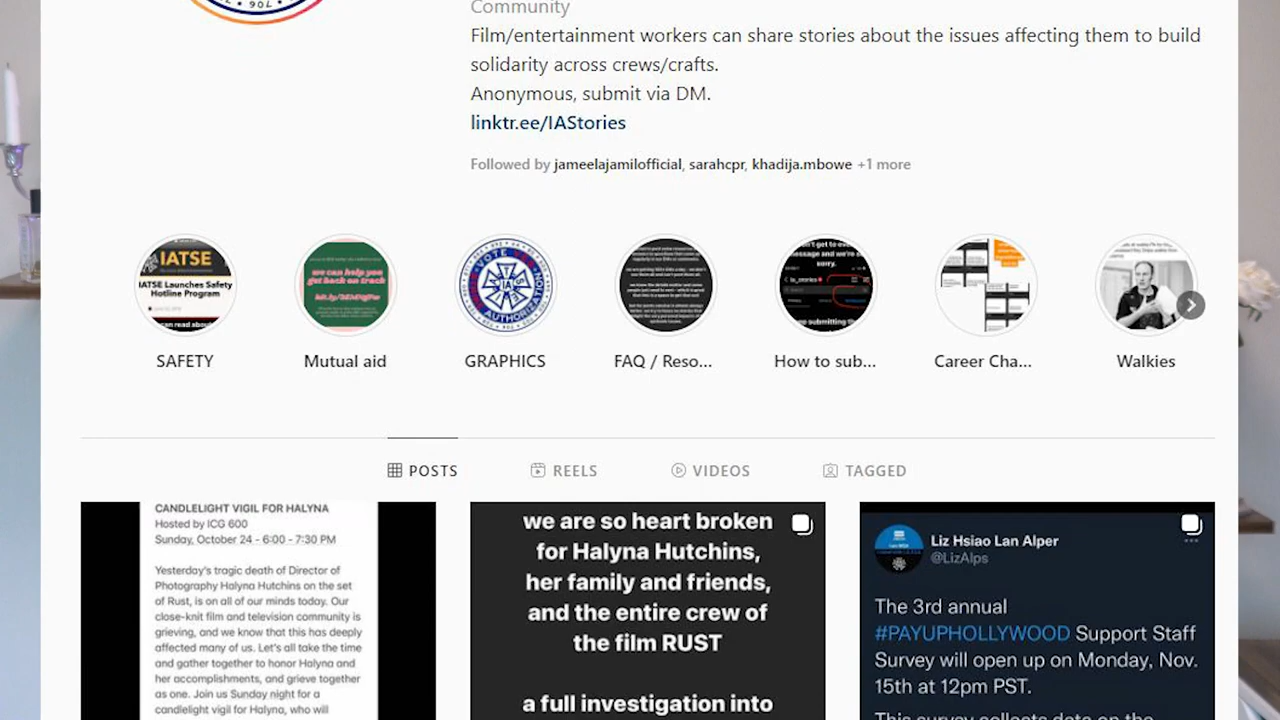 Community
Film/entertainment workers can share stories about the issues affecting them to build
solidarity across crews/crafts.
Anonymous, submit via DM.
linktr.ee/IAStories
Followed by jameelajamilofficial, sarahcpr, khadija.mbowe +1 more
IATSE
IATSE Launches Safety
Hotline Program
we can help you
get back on track
VOTE
AUTHORIZATION
SAFETY
Mutual aid
GRAPHICS
FAQ / Reso...
How to sub...
Career Cha...
Walkies
POSTS
REELS
VIDEOS
TAGGED
CANDLELIGHT VIGIL FOR HALYNA
Hosted by ICG 600
Sunday, October 24 - 6:00 - 7:30 PM
Yesterday's tragic death of Director of
Photography Halyna Hutchins on the set
of Rust, is on all of our minds today. Our
close-knit film and television community is
grieving, and we know that this has deeply
affected many of us. Let's all take the time
and gather together to honor Halyna and
her accomplishments, and grieve together
as one. Join us Sunday night for a
candlelight vigil for Halyna, who will
we are so heart broken
for Halyna Hutchins,
her family and friends,
and the entire crew of
the film RUST
a full investigation into
Liz Hsiao Lan Alper
@LizAlps
The 3rd annual
#PAYUPHOLLYWOOD Support Staff
Survey will open up on Monday, Nov.
15th at 12pm PST.
This survey collects data on the